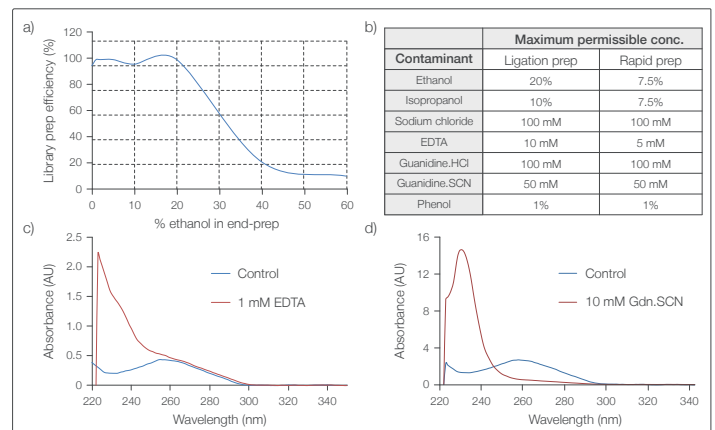 a)
Library prep efficiency (%)
120
100
80
60
40
20
0
0 10 20 30 40 50 60
% ethanol in end-prep
b)
Maximum permissible conc.
Contaminant Ligation prep Rapid prep
Ethanol 20% 7.5%
Isopropanol 10% 7.5%
Sodium chloride 100 mM 100 mM
EDTA 10 mM 5 mM
Guanidine.HCl 100 mM 100 mM
Guanidine.SCN 50 mM 50 mM
Phenol 1% 1%
c)
Absorbance (AU)
2.5
2.0
1.5
1.0
0.5
0
Control
1 mM EDTA
220 240 260 280 300 320 340
Wavelength (nm)
d)
Absorbance (AU)
16
12
8
4
0
Control
10 mM Gdn.SCN
220 240 260 280 300 320 340
Wavelength (nm)